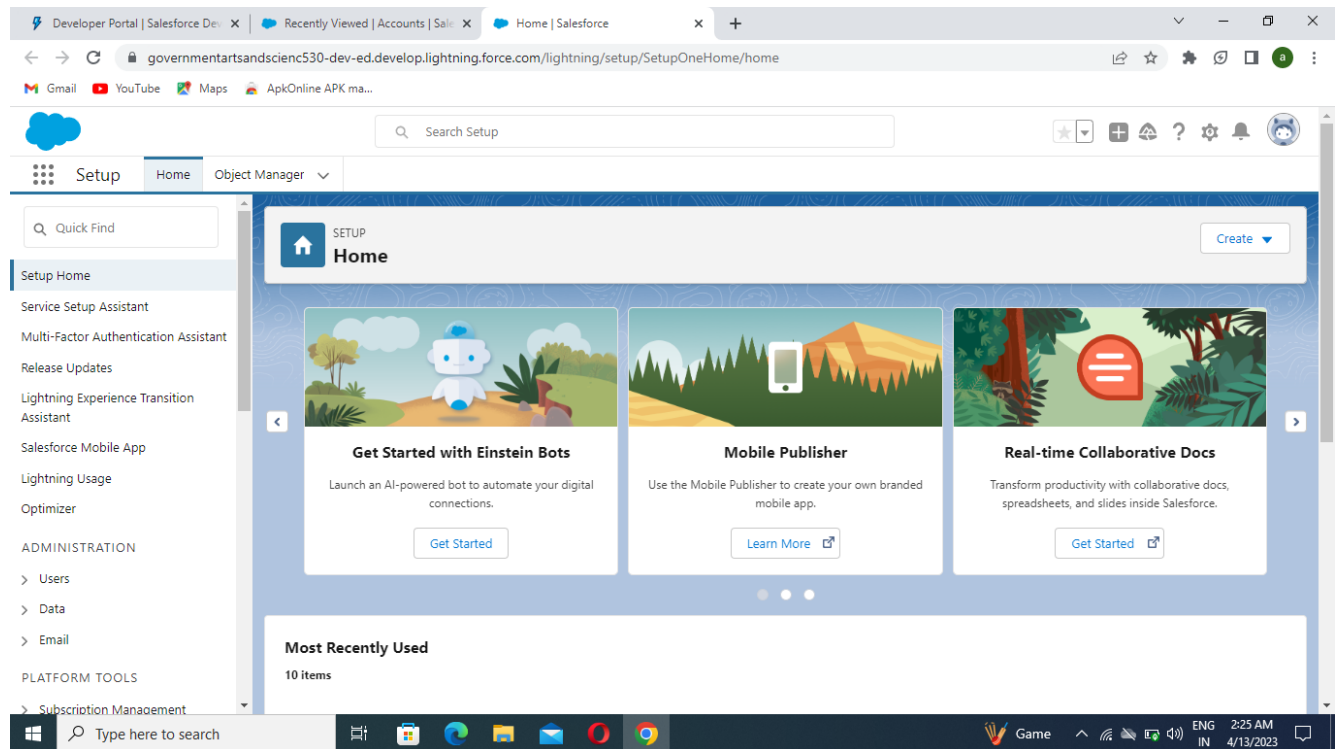 Developer Portal | Salesforce Dev
Recently Viewed | Accounts | Sale
Home | Salesforce
governmentartsandscienc530-dev-ed.develop.lightning.force.com/lightning/setup/SetupOneHome/home
a
Gmail
YouTube
Maps
ApkOnline APK ma...
Search Setup
Setup
Home
Object Manager
Quick Find
Setup Home
Service Setup Assistant
Multi-Factor Authentication Assistant
Release Updates
Lightning Experience Transition
Assistant
Salesforce Mobile App
Lightning Usage
Optimizer
ADMINISTRATION
Users
Data
Email
PLATFORM TOOLS
Subscription Management
SETUP
Home
Create
Get Started with Einstein Bots
Launch an AI-powered bot to automate your digital
connections.
Get Started
Mobile Publisher
Use the Mobile Publisher to create your own branded
mobile app.
Learn More
Real-time Collaborative Docs
Transform productivity with collaborative docs,
spreadsheets, and slides inside Salesforce.
Get Started
Most Recently Used
10 items
Type here to search
Game
ENG
IN
2:25 AM
4/13/2023